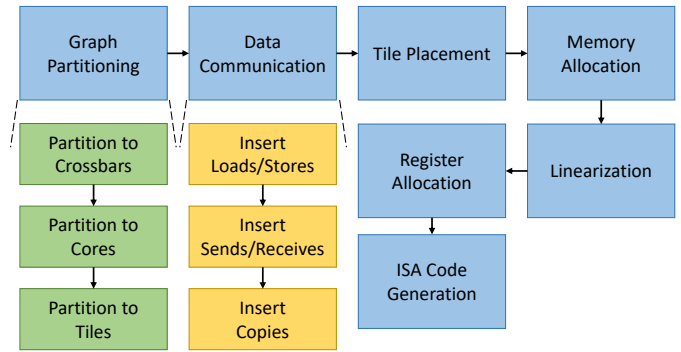 Graph
Partitioning
Data
Communication
Tile Placement
Memory
Allocation
Partition to
Crossbars
Insert
Loads/Stores
Register
Allocation
Linearization
Partition to
Cores
Insert
Sends/Receives
ISA Code
Generation
Partition to
Tiles
Insert
Copies